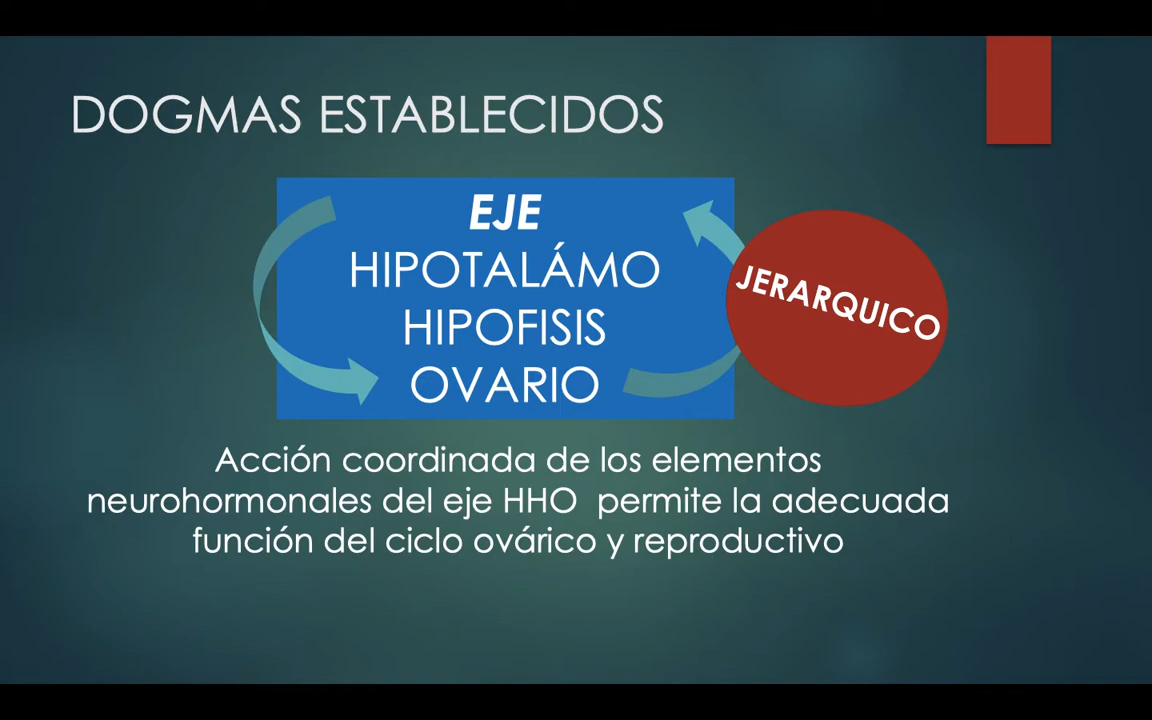 DOGMAS ESTABLECIDOS
EJE
HIPOTALÁMO
HIPOFISIS
OVARIO
JERARQUICO
Acción coordinada de los elementos
neurohormonales del eje HHO permite la adecuada
función del ciclo ovárico y reproductivo